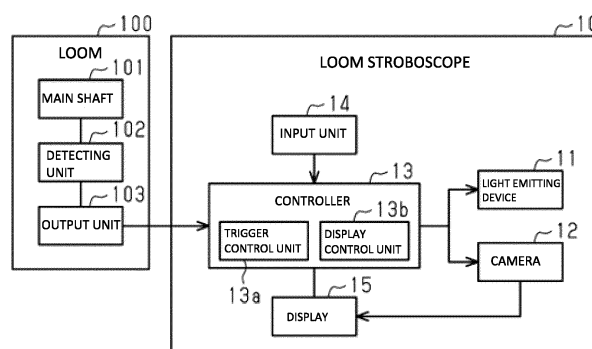 100
LOOM
101
MAIN SHAFT
102
DETECTING
UNIT
103
OUTPUT UNIT
10
LOOM STROBOSCOPE
14
INPUT UNIT
13
CONTROLLER
13b
TRIGGER
CONTROL UNIT
DISPLAY
CONTROL UNIT
13a
15
DISPLAY
11
LIGHT EMITTING
DEVICE
12
CAMERA